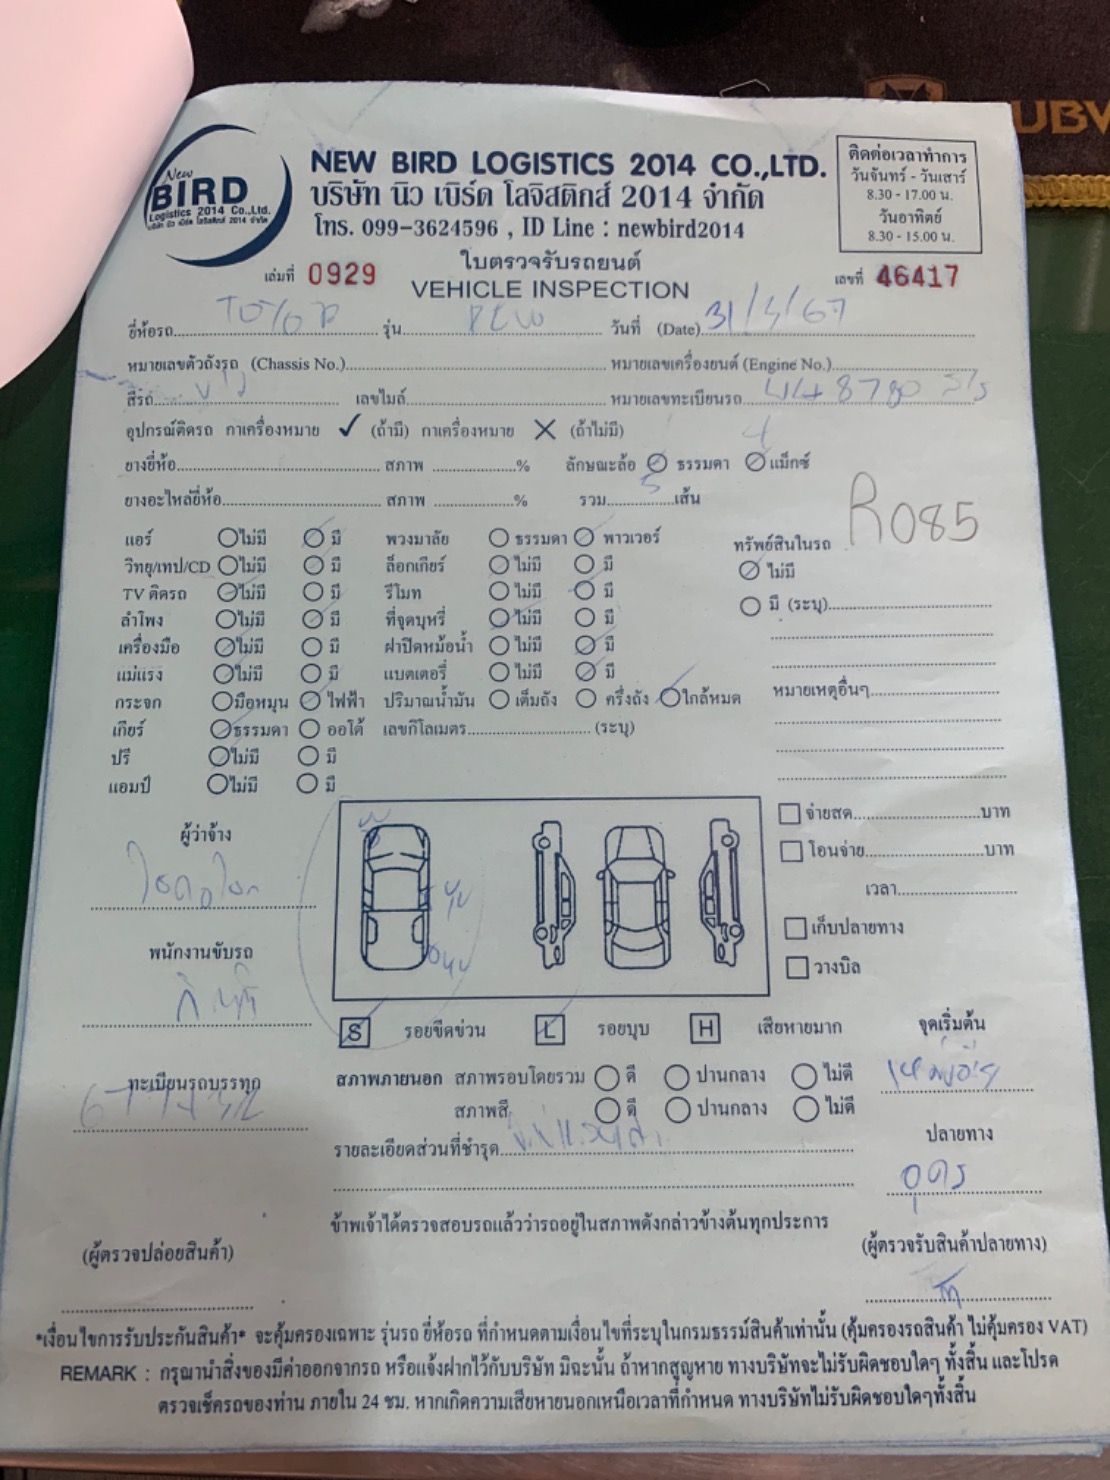 New
BIRD
Logistics 2014 Co.,Ltd.
บริษัท นิว เบิร์ด โลจิสติกส์ 2014 จำกัด
NEW BIRD LOGISTICS 2014 CO.,LTD.
บริษัท นิว เบิร์ด โลจิสติกส์ 2014 จำกัด
โทร. 099-3624596 , ID Line : newbird2014
ติดต่อเวลาทำการ
วันจันทร์ - วันเสาร์
8.30 - 17.00 น.
วันอาทิตย์
8.30 - 15.00 น.
ใบตรวจรับรถยนต์
เล่มที่ 0929 VEHICLE INSPECTION เลขที่ 46417
ยี่ห้อรถ รุ่น วันที่ (Date) 31/ /67
หมายเลขตัวถังรถ (Chassis No.) หมายเลขเครื่องยนต์ (Engine No.)
สีรถ เลขไมล์ หมายเลขทะเบียนรถ
อุปกรณ์ติดรถ กาเครื่องหมาย ✓ (ถ้ามี) กาเครื่องหมาย X (ถ้าไม่มี)
ยางยี่ห้อ สภาพ % ลักษณะล้อ ธรรมดา แม็กซ์
ยางอะไหล่ยี่ห้อ สภาพ % รวม 5 เส้น
R085
แอร์ ไม่มี มี พวงมาลัย ธรรมดา พาวเวอร์ ทรัพย์สินในรถ
วิทยุ/เทป/CD ไม่มี มี ล็อกเกียร์ ไม่มี มี ไม่มี
TV ติดรถ ไม่มี มี รีโมท ไม่มี มี มี (ระบุ)
ลำโพง ไม่มี มี ที่จุดบุหรี่ ไม่มี มี
เครื่องมือ ไม่มี มี ฝาปิดหม้อน้ำ ไม่มี มี
แม่แรง ไม่มี มี แบตเตอรี่ ไม่มี มี หมายเหตุอื่นๆ
กระจก มือหมุน ไฟฟ้า ปริมาณน้ำมัน เต็มถัง ครึ่งถัง ใกล้หมด
เกียร์ ธรรมดา ออโต้ เลขกิโลเมตร (ระบุ)
ปรี ไม่มี มี
แอมป์ ไม่มี มี
ผู้ว่าจ้าง
พนักงานขับรถ
ทะเบียนรถบรรทุก
จ่ายสด บาท
โอนจ่าย บาท
เวลา
เก็บปลายทาง
วางบิล
S รอยขีดข่วน L รอยบุบ H เสียหายมาก จุดเริ่มต้น
สภาพภายนอก สภาพรอบโดยรวม ดี ปานกลาง ไม่ดี
สภาพสี ดี ปานกลาง ไม่ดี
รายละเอียดส่วนที่ชำรุด ปลายทาง
อุดร
ข้าพเจ้าได้ตรวจสอบรถแล้วว่ารถอยู่ในสภาพดังกล่าวข้างต้นทุกประการ
(ผู้ตรวจปล่อยสินค้า) (ผู้ตรวจรับสินค้าปลายทาง)
*เงื่อนไขการรับประกันสินค้า* จะคุ้มครองเฉพาะ รุ่นรถ ยี่ห้อรถ ที่กำหนดตามเงื่อนไขที่ระบุในกรมธรรม์สินค้าเท่านั้น (คุ้มครองรถสินค้า ไม่คุ้มครอง VAT)
REMARK : กรุณานำสิ่งของมีค่าออกจากรถ หรือแจ้งฝากไว้กับบริษัท มิฉะนั้น ถ้าหากสูญหาย ทางบริษัทจะไม่รับผิดชอบใดๆ ทั้งสิ้น และโปรด
ตรวจเช็ครถของท่าน ภายใน 24 ชม. หากเกิดความเสียหายนอกเหนือเวลาที่กำหนด ทางบริษัทไม่รับผิดชอบใดๆทั้งสิ้น